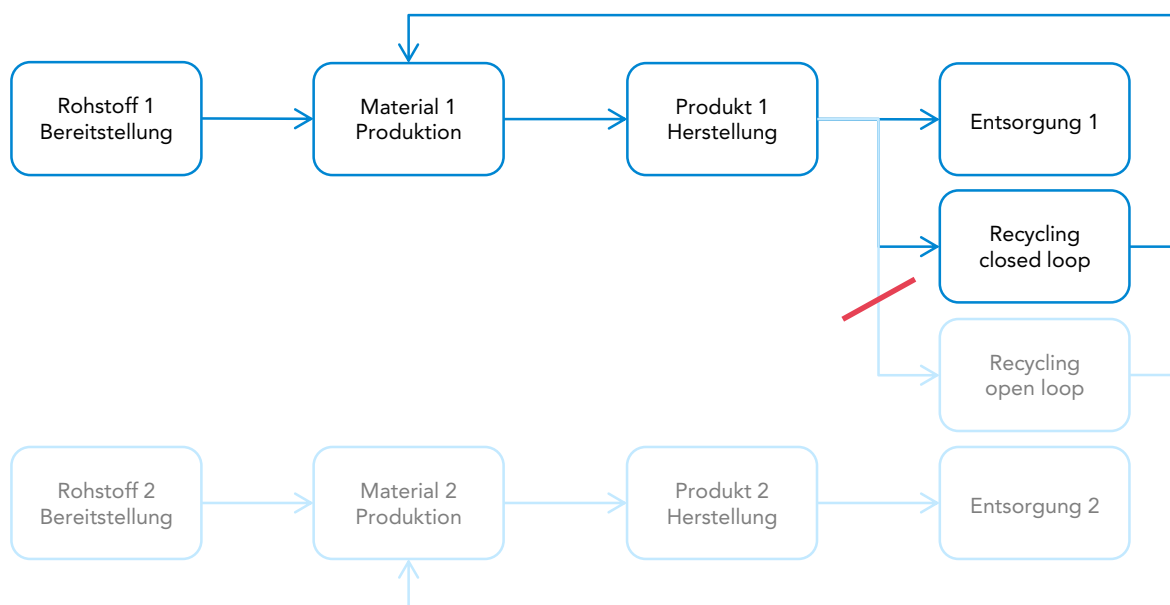 Rohstoff 1
Bereitstellung
Material 1
Produktion
Produkt 1
Herstellung
Entsorgung 1
Recycling
closed loop
Recycling
open loop
Rohstoff 2
Bereitstellung
Material 2
Produktion
Produkt 2
Herstellung
Entsorgung 2